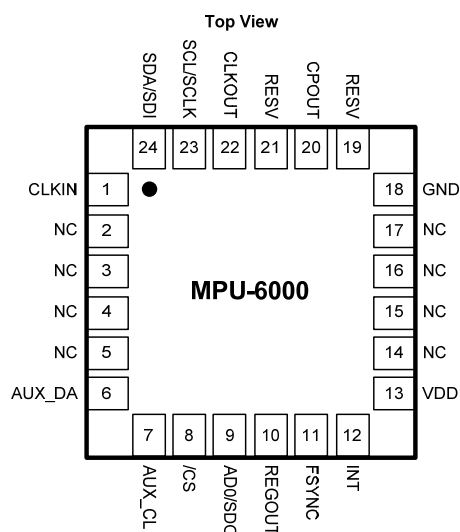 Top View
SDA/SDI
SCL/SCLK
CLKOUT
RESV
CPOUT
RESV
24 23 22 21 20 19
CLKIN 1 18 GND
NC 2 17 NC
NC 3 16 NC
MPU-6000
NC 4 15 NC
NC 5 14 NC
AUX_DA 6 13 VDD
7 8 9 10 11 12
AUX_CL
/CS
AD0/SDO
REGOUT
FSYNC
INT